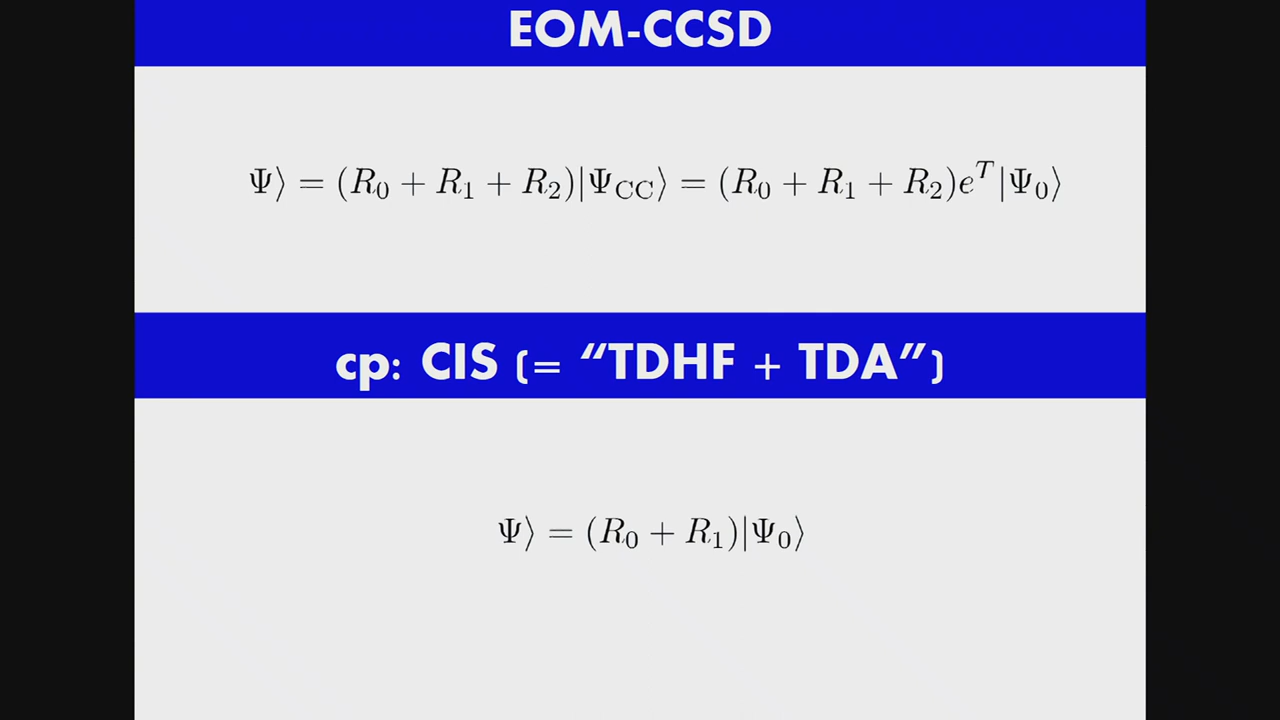 EOM-CCSD
Ψ⟩ = (R₀ + R₁ + R₂)|Ψ_CC⟩ = (R₀ + R₁ + R₂)e^T|Ψ₀⟩
cp: CIS (= “TDHF + TDA”)
Ψ⟩ = (R₀ + R₁)|Ψ₀⟩